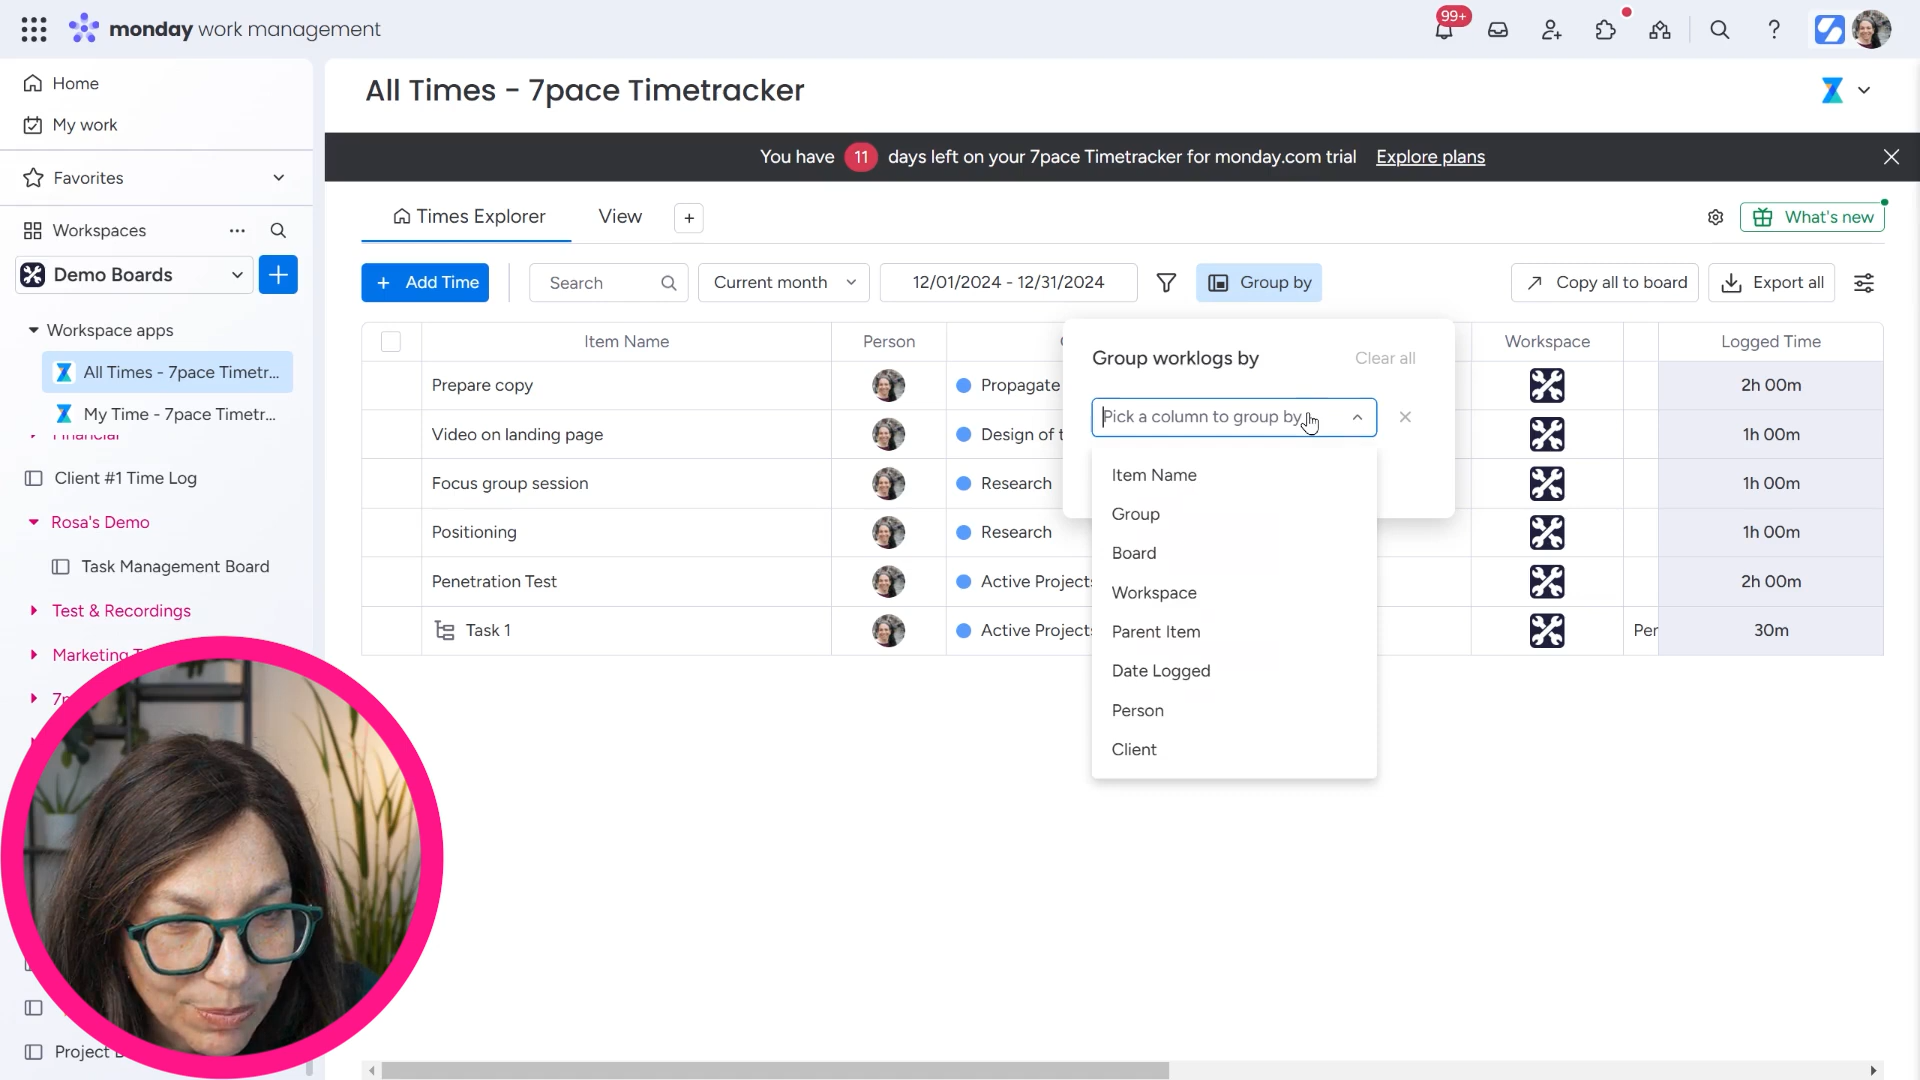 monday work management
99+
Home
My work
Favorites
Workspaces
Demo Boards
Workspace apps
All Times - 7pace Timetr...
My Time - 7pace Timetr...
Financial
Client #1 Time Log
Rosa's Demo
Task Management Board
Test & Recordings
Marketing
Project
All Times - 7pace Timetracker
You have 11 days left on your 7pace Timetracker for monday.com trial Explore plans
Times Explorer View
What's new
Add Time
Search
Current month
12/01/2024 - 12/31/2024
Group by
Copy all to board
Export all
Item Name Person Workspace Logged Time
Prepare copy Propagate 2h 00m
Video on landing page Design of t 1h 00m
Focus group session Research 1h 00m
Positioning Research 1h 00m
Penetration Test Active Projects 2h 00m
Task 1 Active Projects Per 30m
Group worklogs by Clear all
Pick a column to group by
Item Name
Group
Board
Workspace
Parent Item
Date Logged
Person
Client